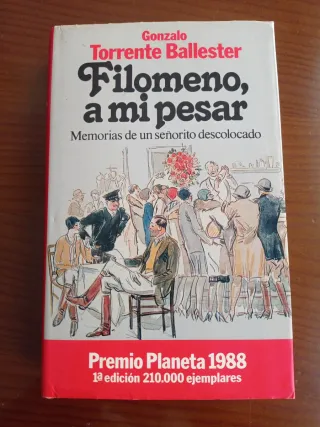 Gonzalo
Torrente Ballester
Filomeno,
a mi pesar
Memorias de un señorito descolocado
Premio Planeta 1988
1ª edición 210.000 ejemplares